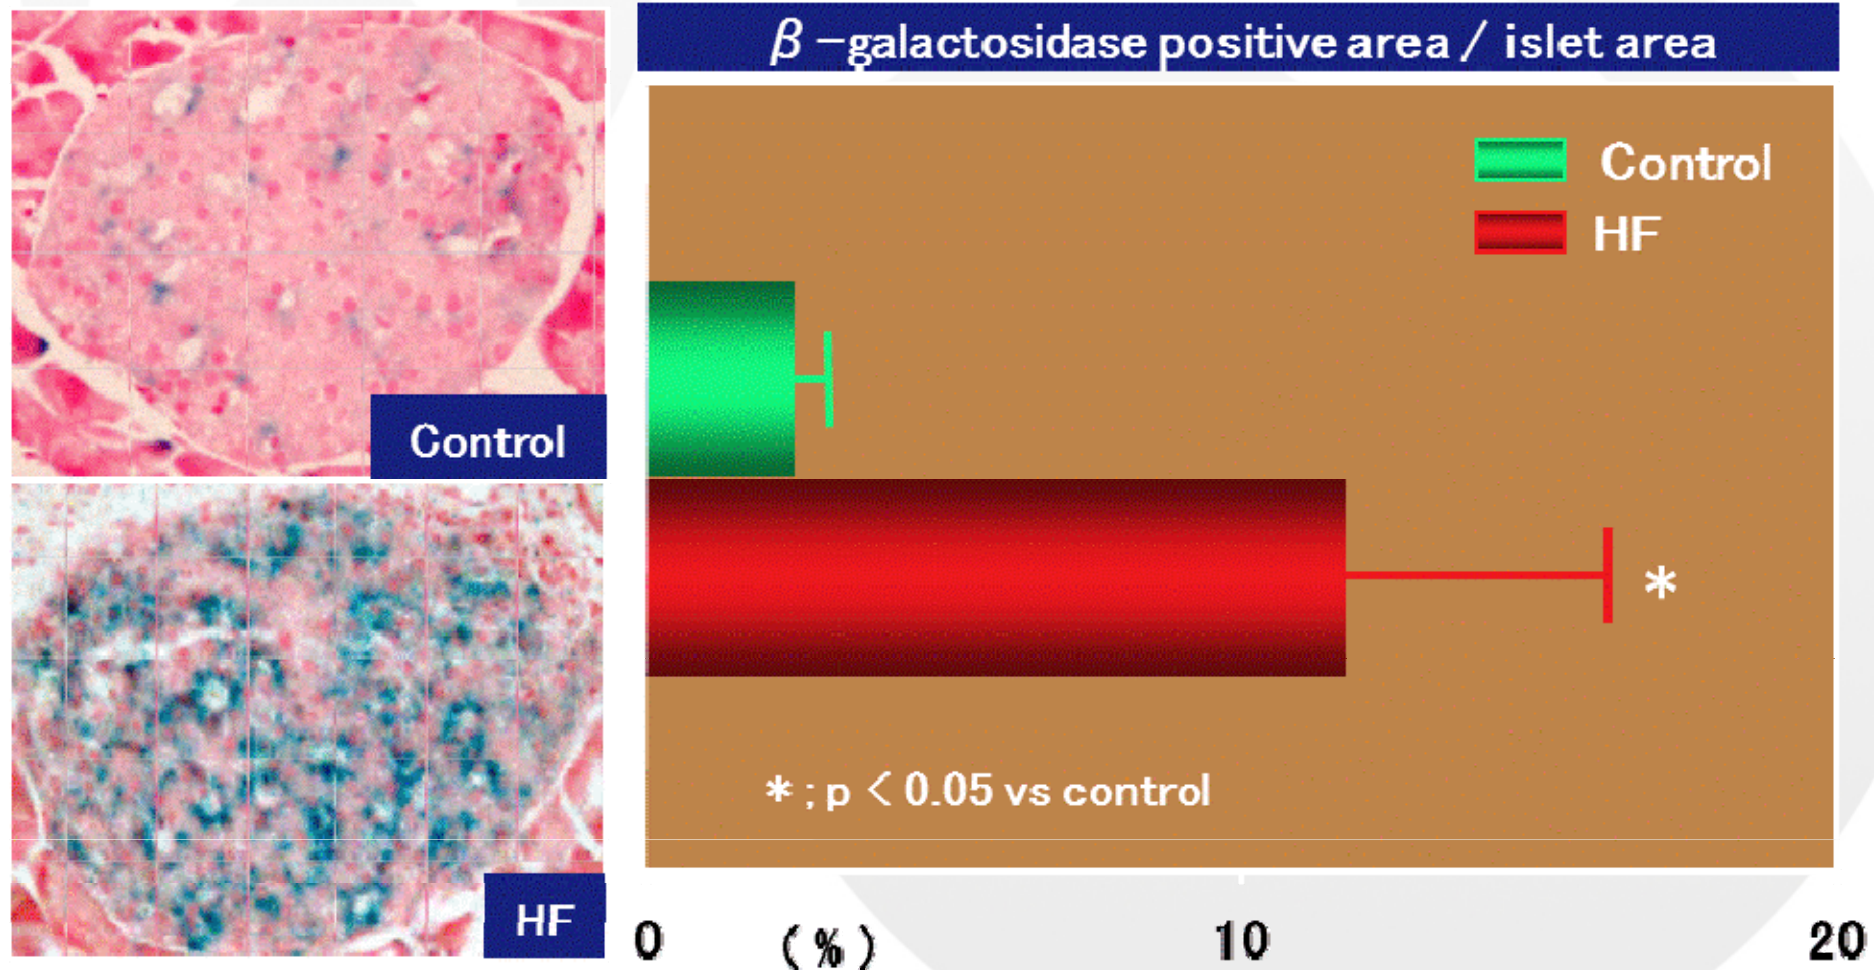 β-galactosidase positive area / islet area
Control
HF
Control
HF
* ; p < 0.05 vs control
0 (%) 10 20